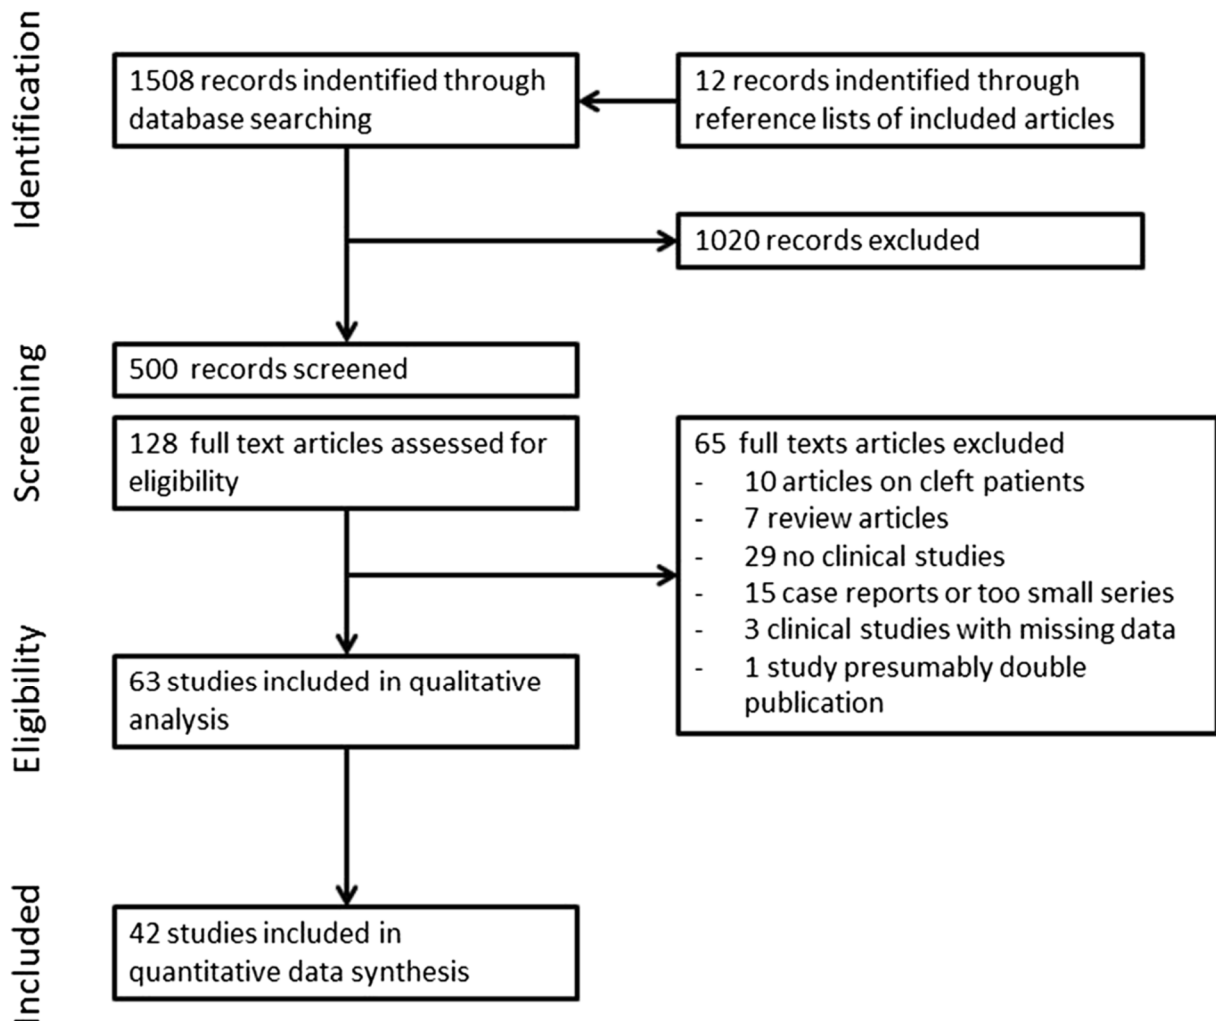 Identification
1508 records indentified through
database searching
12 records indentified through
reference lists of included articles
1020 records excluded
Screening
500 records screened
128 full text articles assessed for
eligibility
65 full texts articles excluded
- 10 articles on cleft patients
- 7 review articles
- 29 no clinical studies
- 15 case reports or too small series
- 3 clinical studies with missing data
- 1 study presumably double
publication
Eligibility
63 studies included in qualitative
analysis
Included
42 studies included in
quantitative data synthesis